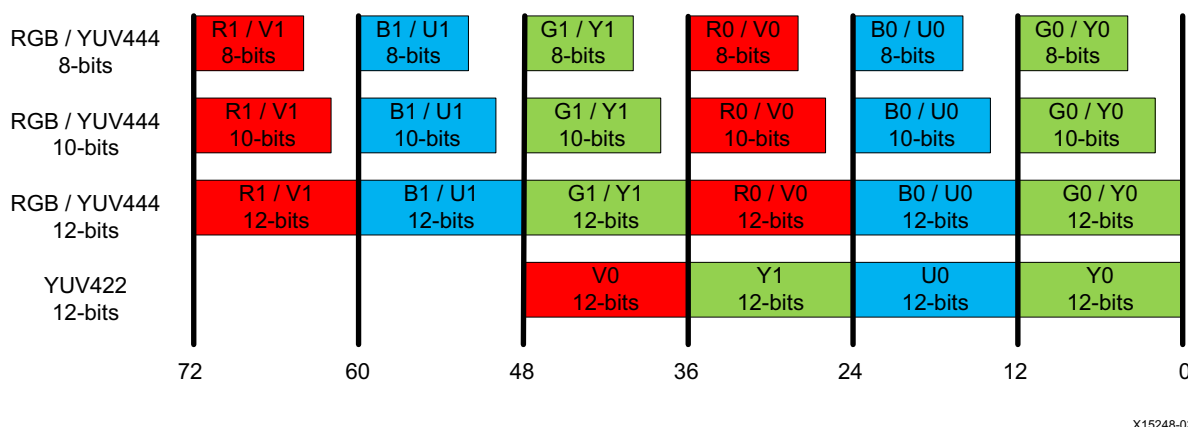 RGB / YUV444
8-bits
R1 / V1
8-bits
B1 / U1
8-bits
G1 / Y1
8-bits
R0 / V0
8-bits
B0 / U0
8-bits
G0 / Y0
8-bits
RGB / YUV444
10-bits
R1 / V1
10-bits
B1 / U1
10-bits
G1 / Y1
10-bits
R0 / V0
10-bits
B0 / U0
10-bits
G0 / Y0
10-bits
RGB / YUV444
12-bits
R1 / V1
12-bits
B1 / U1
12-bits
G1 / Y1
12-bits
R0 / V0
12-bits
B0 / U0
12-bits
G0 / Y0
12-bits
YUV422
12-bits
V0
12-bits
Y1
12-bits
U0
12-bits
Y0
12-bits
72 60 48 36 24 12 0